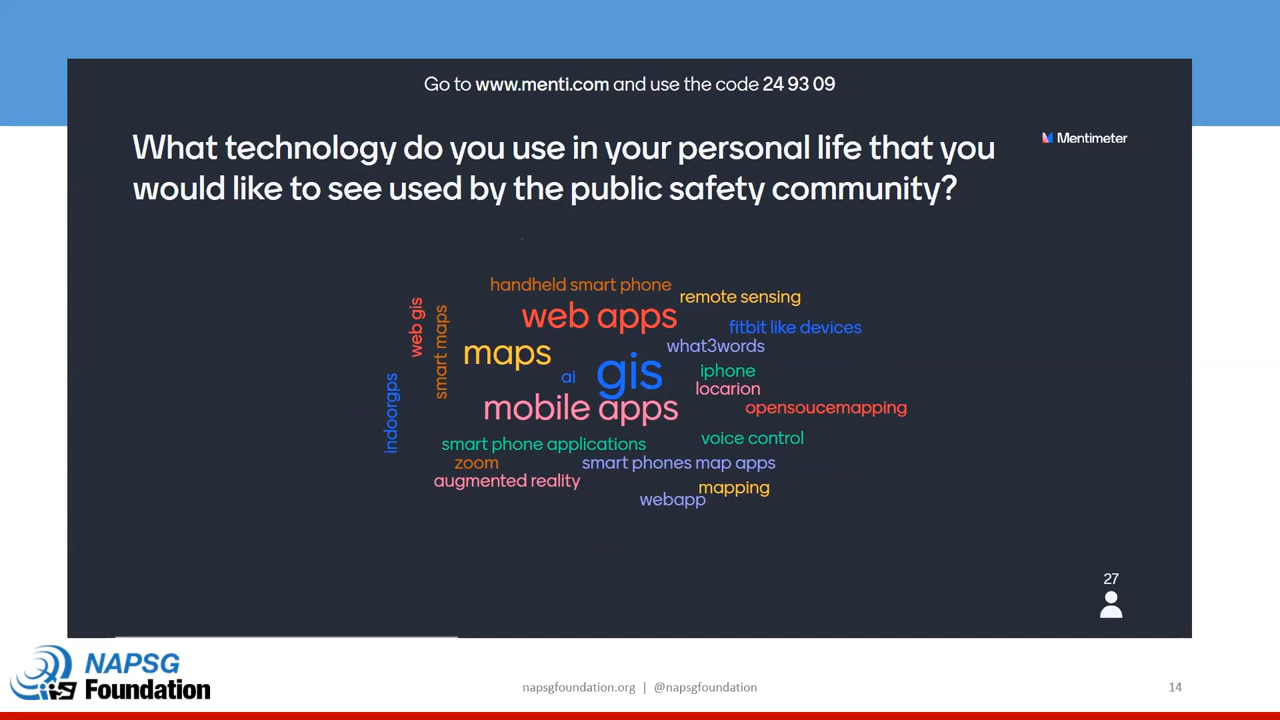 Go to www.menti.com and use the code 24 93 09
What technology do you use in your personal life that you
would like to see used by the public safety community?
Mentimeter
handheld smart phone
remote sensing
web gis
smart maps
web apps
fitbit like devices
what3words
maps
ai
gis
iphone
locarion
indoorgps
mobile apps
opensoucemapping
smart phone applications
voice control
zoom
smart phones map apps
augmented reality
mapping
webapp
27
NAPSG
Foundation
napsgfoundation.org | @napsgfoundation
14